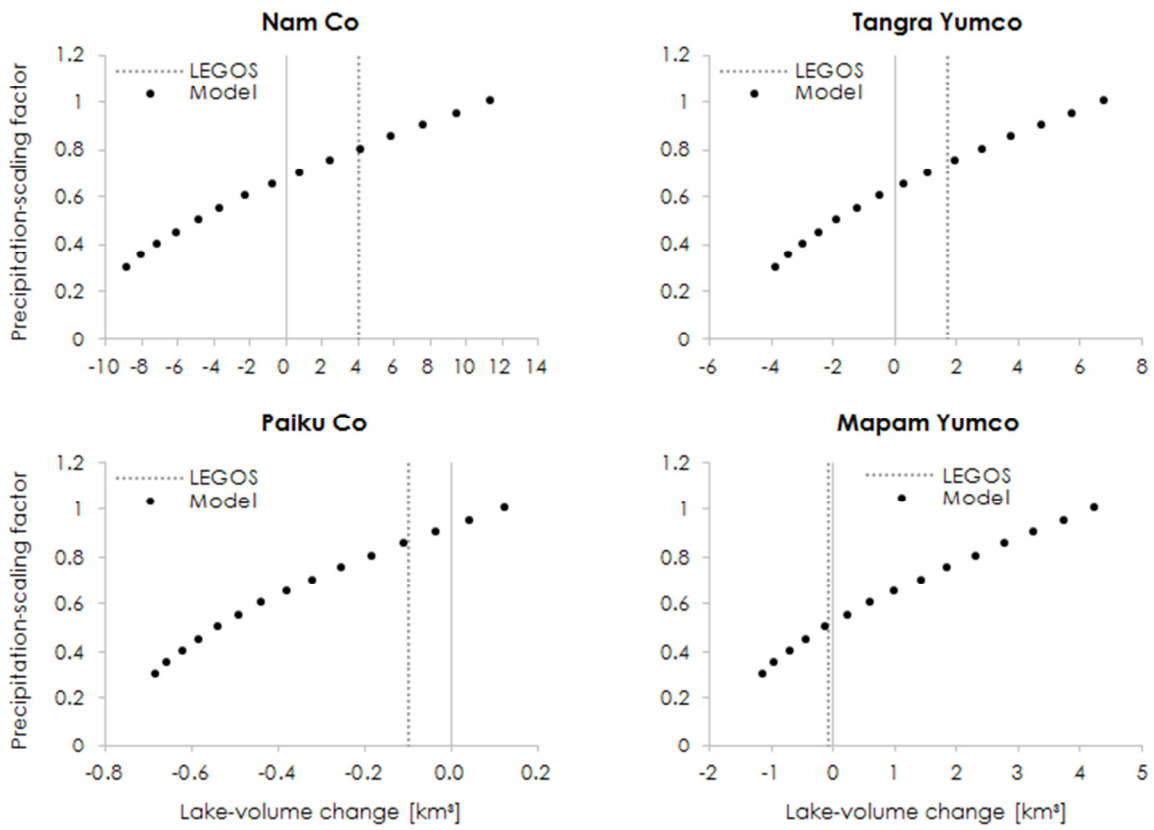 Nam Co
Precipitation-scaling factor
1.2
1
0.8
0.6
0.4
0.2
0
LEGOS
Model
-10 -8 -6 -4 -2 0 2 4 6 8 10 12 14
Tangra Yumco
1.2
1
0.8
0.6
0.4
0.2
0
LEGOS
Model
-6 -4 -2 0 2 4 6 8
Paiku Co
Precipitation-scaling factor
1.2
1
0.8
0.6
0.4
0.2
0
LEGOS
Model
-0.8 -0.6 -0.4 -0.2 0.0 0.2
Lake-volume change [km³]
Mapam Yumco
1.2
1
0.8
0.6
0.4
0.2
0
LEGOS
Model
-2 -1 0 1 2 3 4 5
Lake-volume change [km³]